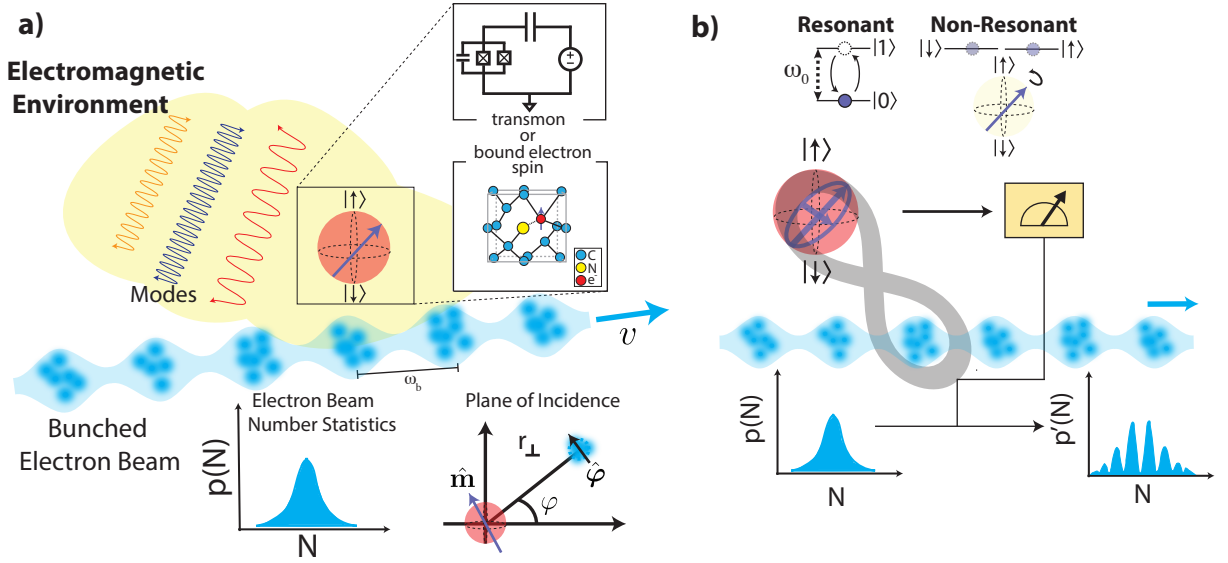 a)
Electromagnetic
Environment
Modes
|↑⟩
|↓⟩
±
transmon
or
bound electron
spin
C
N
e⁻
v
ω_b
Bunched
Electron Beam
Electron Beam
Number Statistics
p(N)
N
Plane of Incidence
r⊥
m̂
φ̂
φ
b)
Resonant
Non-Resonant
ω₀
|1⟩
|0⟩
|↓⟩
|↑⟩
|↑⟩
|↓⟩
|↑⟩
|↓⟩
p(N)
N
p'(N)
N